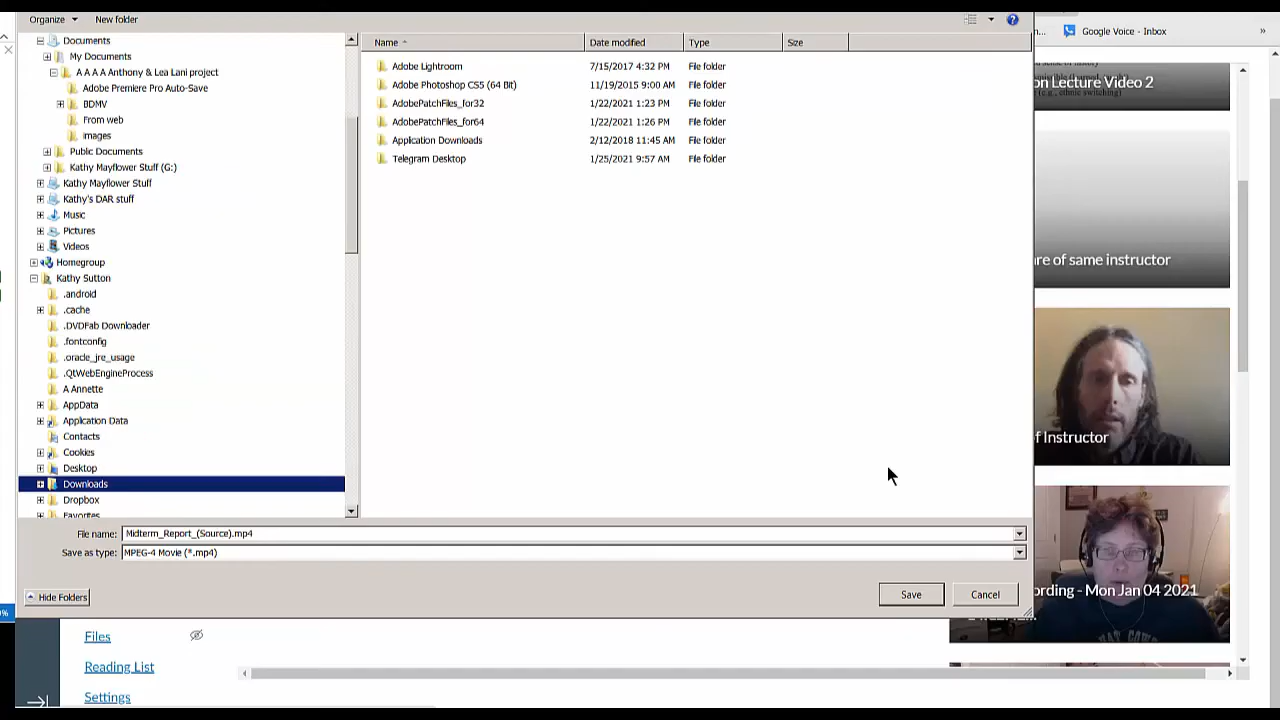 Organize
New folder
Documents
My Documents
A A A A Anthony & Lea Lani project
Adobe Premiere Pro Auto-Save
BDMV
From web
images
Public Documents
Kathy Mayflower Stuff (G:)
Kathy Mayflower Stuff
Kathy's DAR stuff
Music
Pictures
Videos
Homegroup
Kathy Sutton
.android
.cache
.DVDFab Downloader
.fontconfig
.oracle_jre_usage
.QtWebEngineProcess
A Annette
AppData
Application Data
Contacts
Cookies
Desktop
Downloads
Dropbox
Favorites
Name Date modified Type Size
Adobe Lightroom 7/15/2017 4:32 PM File folder
Adobe Photoshop CS5 (64 Bit) 11/19/2015 9:00 AM File folder
AdobePatchFiles_for32 1/22/2021 1:23 PM File folder
AdobePatchFiles_for64 1/22/2021 1:26 PM File folder
Application Downloads 2/12/2018 11:45 AM File folder
Telegram Desktop 1/25/2021 9:57 AM File folder
File name: Midterm_Report_(Source).mp4
Save as type: MPEG-4 Movie (*.mp4)
Hide Folders
Save
Cancel
n... Google Voice - Inbox »
on Lecture Video 2
(e.g., ethnic switching)
re of same instructor
f Instructor
ording - Mon Jan 04 2021
Files
Reading List
Settings